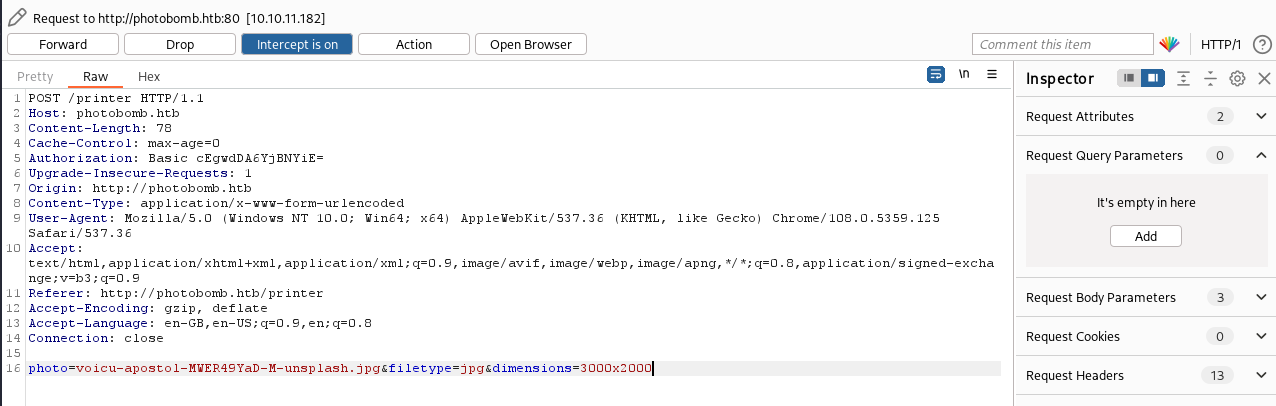 Request to http://photobomb.htb:80 [10.10.11.182]
Forward Drop Intercept is on Action Open Browser Comment this item HTTP/1 ?
Pretty Raw Hex \n Inspector
1 POST /printer HTTP/1.1
2 Host: photobomb.htb
3 Content-Length: 78
4 Cache-Control: max-age=0
5 Authorization: Basic cEgwdDA6YjBNYiE=
6 Upgrade-Insecure-Requests: 1
7 Origin: http://photobomb.htb
8 Content-Type: application/x-www-form-urlencoded
9 User-Agent: Mozilla/5.0 (Windows NT 10.0; Win64; x64) AppleWebKit/537.36 (KHTML, like Gecko) Chrome/108.0.5359.125
Safari/537.36
10 Accept:
text/html,application/xhtml+xml,application/xml;q=0.9,image/avif,image/webp,image/apng,*/*;q=0.8,application/signed-excha
nge;v=b3;q=0.9
11 Referer: http://photobomb.htb/printer
12 Accept-Encoding: gzip, deflate
13 Accept-Language: en-GB,en-US;q=0.9,en;q=0.8
14 Connection: close
15
16 photo=voicu-apostol-MWER49YaD-M-unsplash.jpg&filetype=jpg&dimensions=3000x2000
Request Attributes 2
Request Query Parameters 0
It's empty in here
Add
Request Body Parameters 3
Request Cookies 0
Request Headers 13